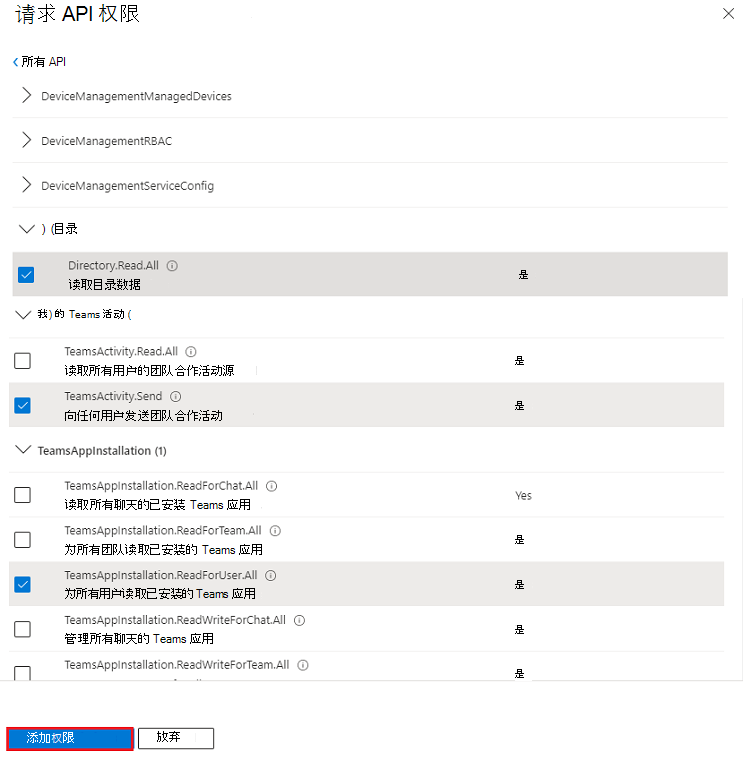 请求 API 权限
所有 API
DeviceManagementManagedDevices
DeviceManagementRBAC
DeviceManagementServiceConfig
) (目录
Directory.Read.All
读取目录数据
是
我)的 Teams 活动 (
TeamsActivity.Read.All
读取所有用户的团队合作活动源
是
TeamsActivity.Send
向任何用户发送团队合作活动
是
TeamsAppInstallation (1)
TeamsAppInstallation.ReadForChat.All
读取所有聊天的已安装 Teams 应用
Yes
TeamsAppInstallation.ReadForTeam.All
为所有团队读取已安装的 Teams 应用
是
TeamsAppInstallation.ReadForUser.All
为所有用户读取已安装的 Teams 应用
是
TeamsAppInstallation.ReadWriteForChat.All
管理所有聊天的 Teams 应用
是
TeamsAppInstallation.ReadWriteForTeam.All
是
添加权限
放弃